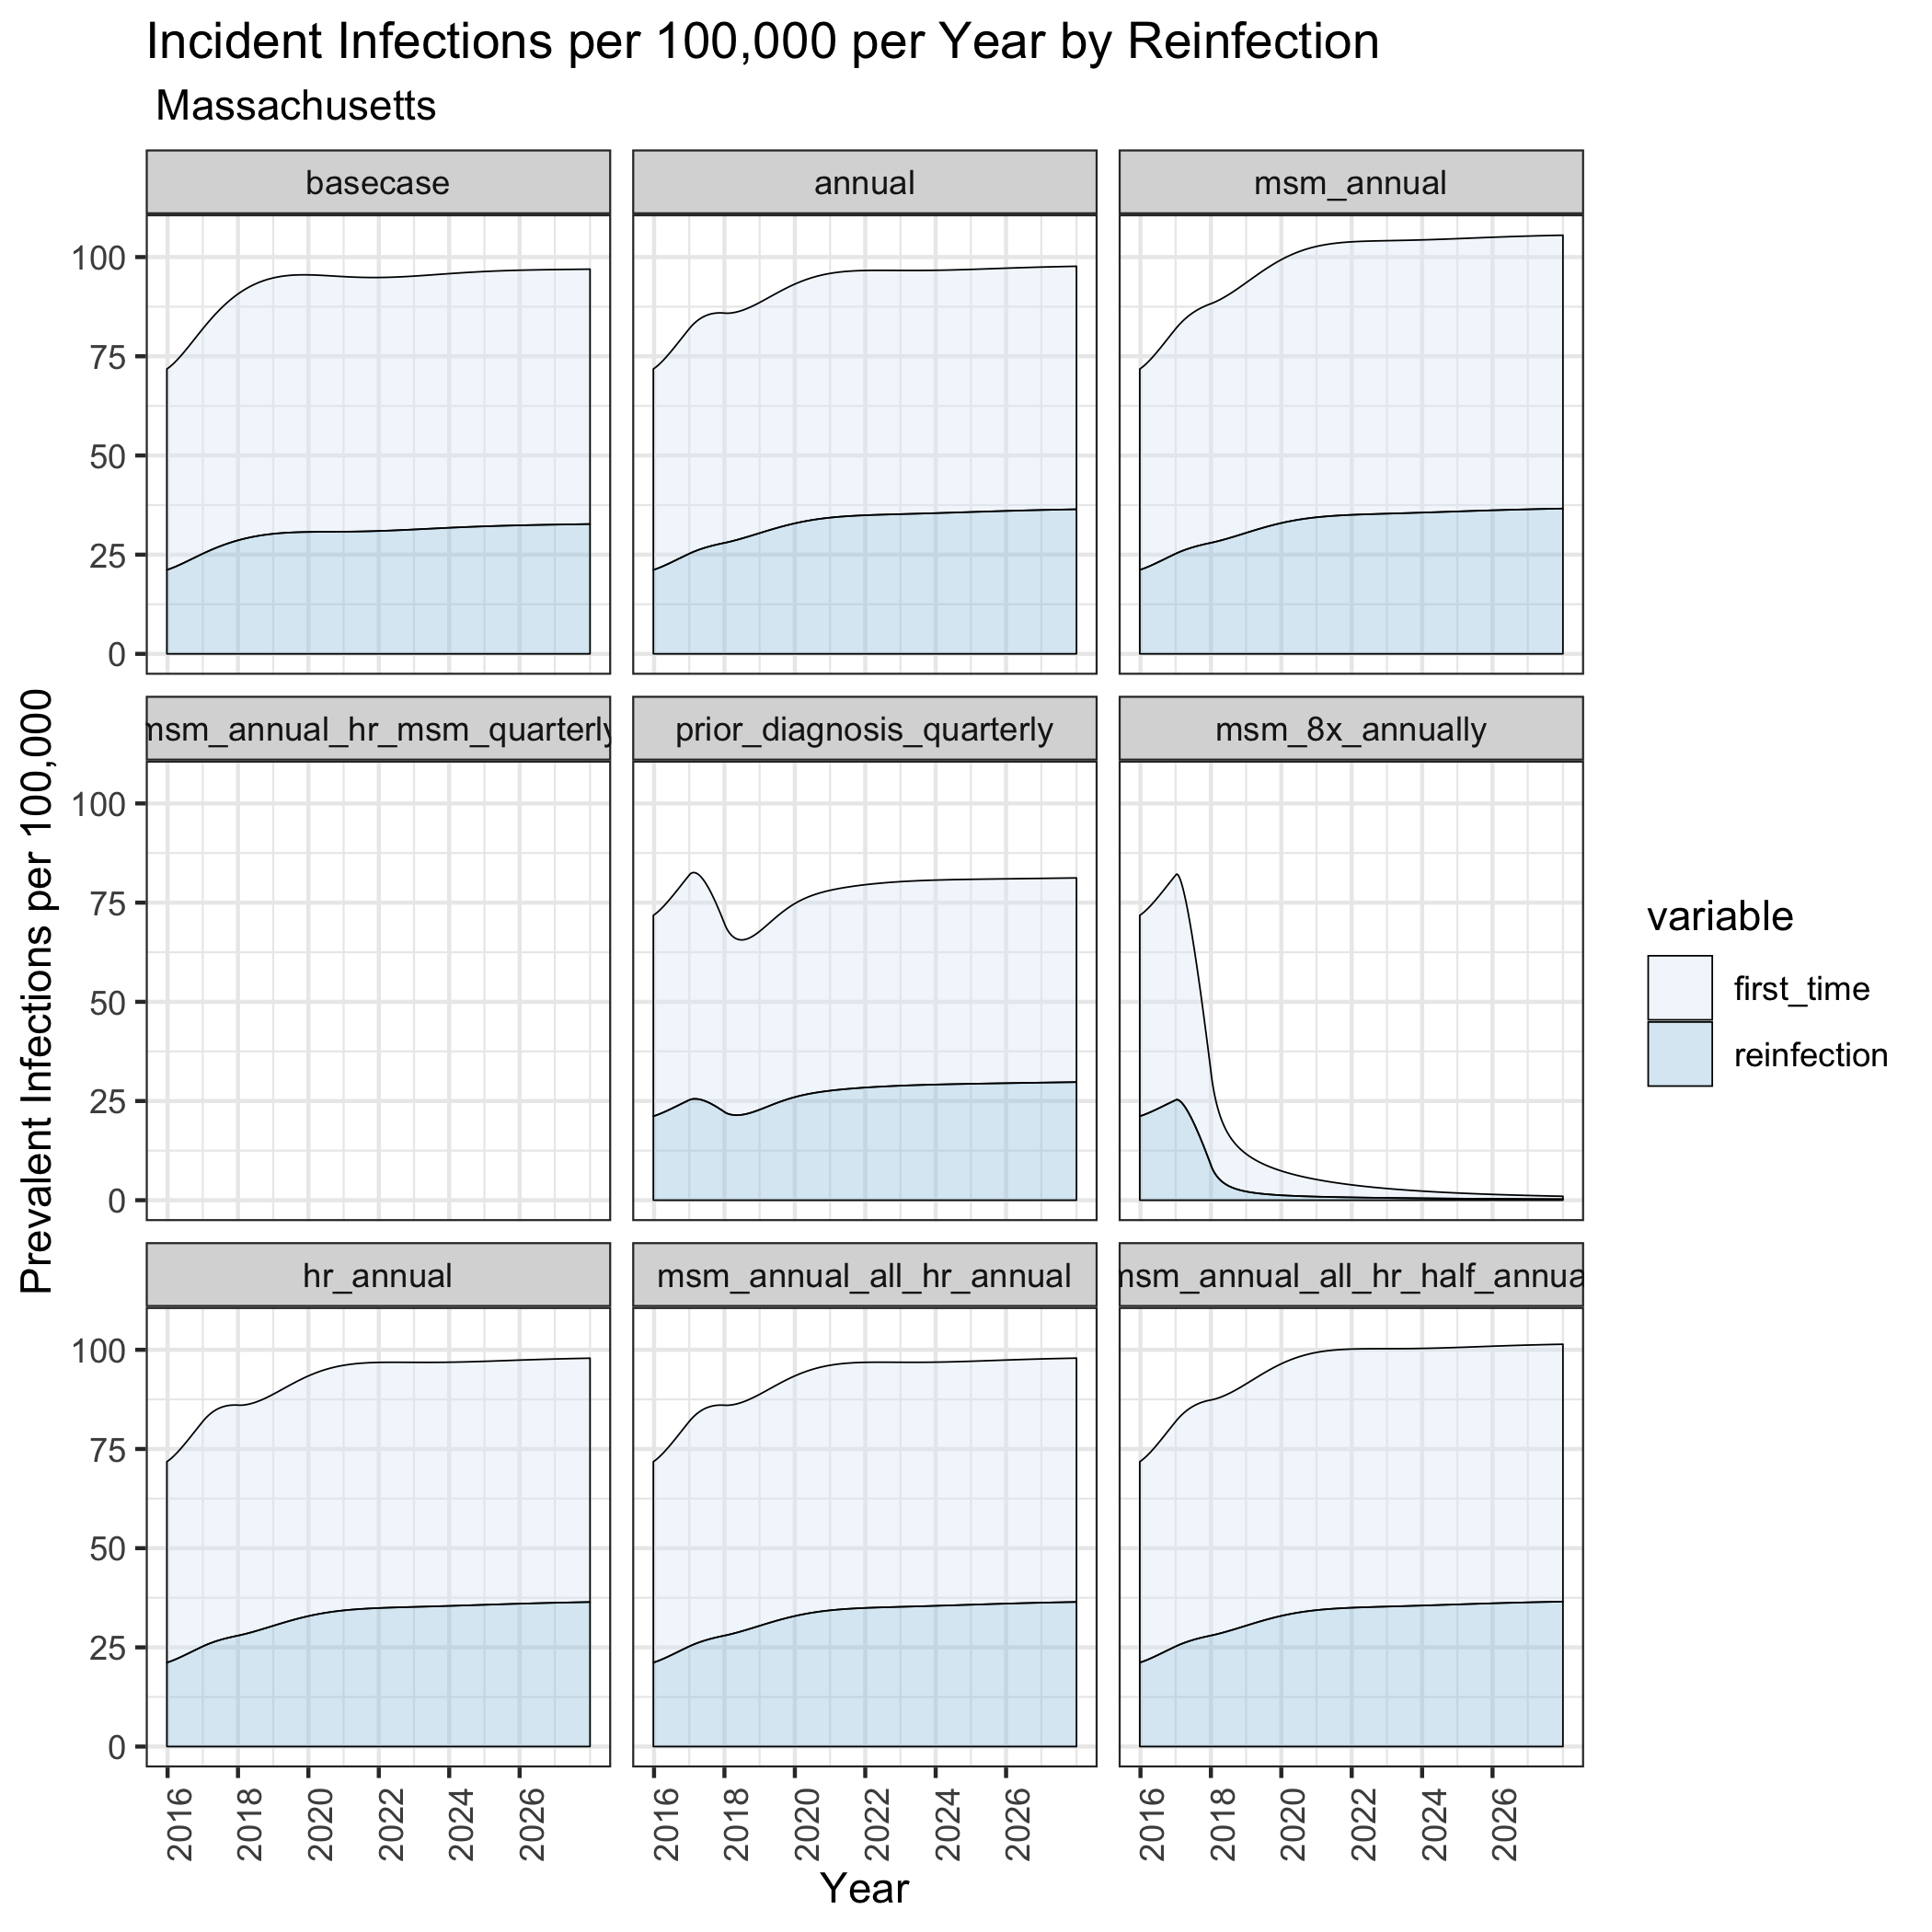 Incident Infections per 100,000 per Year by Reinfection
Massachusetts
basecase
annual
msm_annual
100
75
50
25
0
msm_annual_hr_msm_quarterly
prior_diagnosis_quarterly
msm_8x_annually
100
75
50
25
0
hr_annual
msm_annual_all_hr_annual
msm_annual_all_hr_half_annua
100
75
50
25
0
2016 2018 2020 2022 2024 2026
2016 2018 2020 2022 2024 2026
2016 2018 2020 2022 2024 2026
Year
Prevalent Infections per 100,000
variable
first_time
reinfection